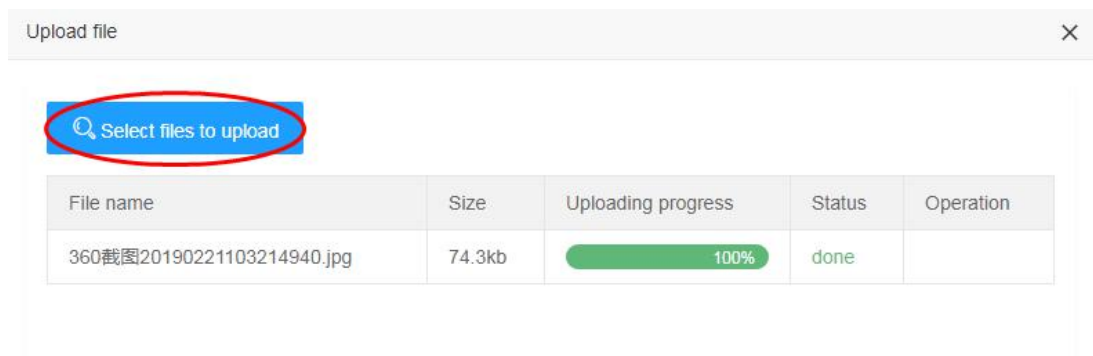 Upload file
Select files to upload
File name Size Uploading progress Status Operation
360截图20190221103214940.jpg 74.3kb 100% done